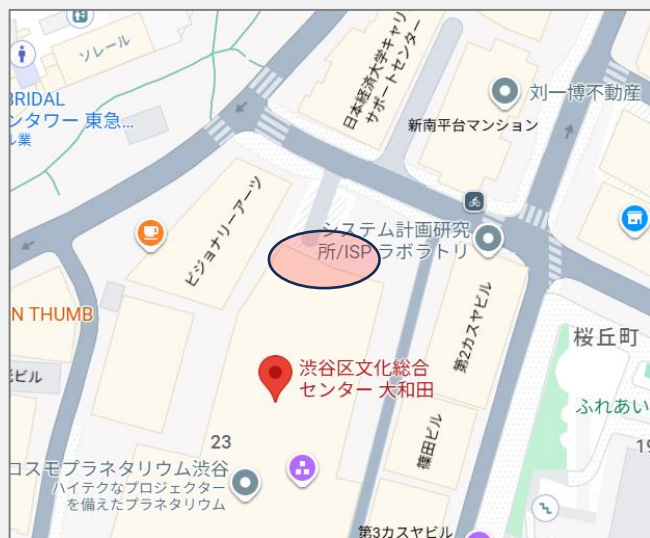 ソレール
BRIDAL
ンタワー 東急...
ル業
日本経済大学キャリ
サポートセンター
刘一博不動産
新南平台マンション
ビジョナリーアーツ
システム計画研究
所/ISP ラボラトリ
N THUMB
第2カスヤビル
桜丘町
ビル
渋谷区文化総合
センター 大和田
ふれあい
篠田ビル
23
19
コスモプラネタリウム渋谷
ハイテクなプロジェクター
を備えたプラネタリウム
第3カスヤビル